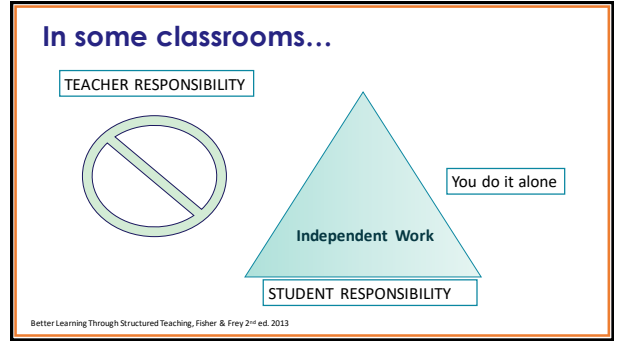 In some classrooms…
TEACHER RESPONSIBILITY
You do it alone
Independent Work
STUDENT RESPONSIBILITY
Better Learning Through Structured Teaching, Fisher & Frey 2nd ed. 2013